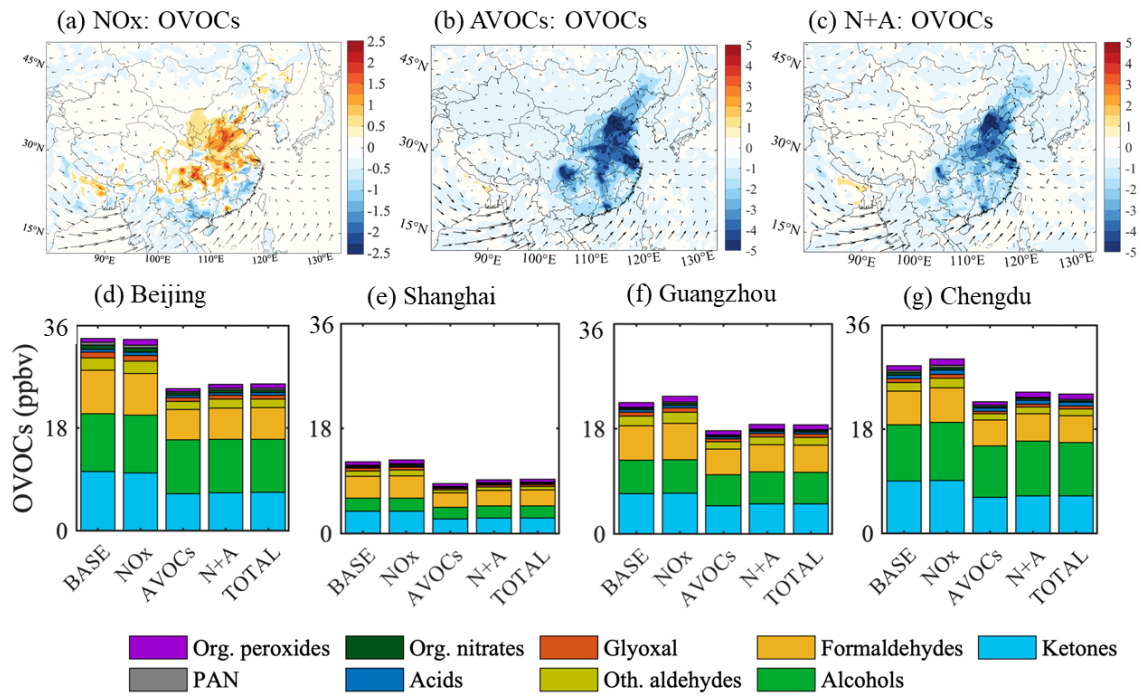 (a) NOx: OVOCs
(b) AVOCs: OVOCs
(c) N+A: OVOCs
45°N
30°N
15°N
90°E 100°E 110°E 120°E 130°E
2.5
2
1.5
1
0.5
0
-0.5
-1
-1.5
-2
-2.5
45°N
30°N
15°N
90°E 100°E 110°E 120°E 130°E
5
4
3
2
1
0
-1
-2
-3
-4
-5
45°N
30°N
15°N
90°E 100°E 110°E 120°E 130°E
5
4
3
2
1
0
-1
-2
-3
-4
-5
(d) Beijing
(e) Shanghai
(f) Guangzhou
(g) Chengdu
OVOCs (ppbv)
36
18
0
BASE NOx AVOCs N+A TOTAL
36
18
0
BASE NOx AVOCs N+A TOTAL
36
18
0
BASE NOx AVOCs N+A TOTAL
36
18
0
BASE NOx AVOCs N+A TOTAL
Org. peroxides Org. nitrates Glyoxal Formaldehydes Ketones
PAN Acids Oth. aldehydes Alcohols